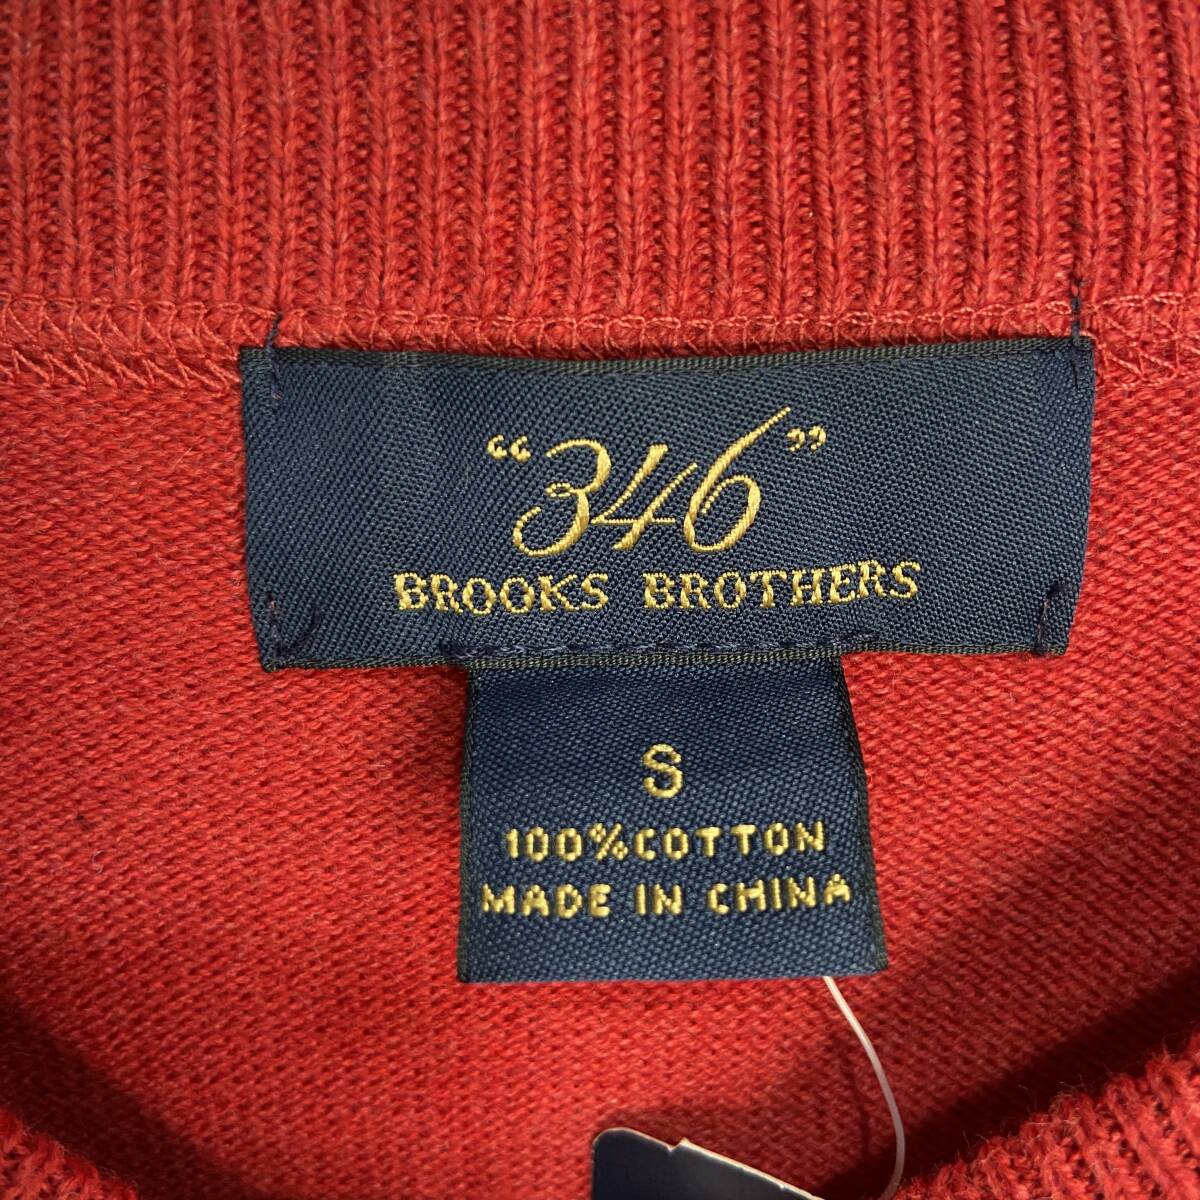 “346”
BROOKS BROTHERS
S
100%COTTON
MADE IN CHINA